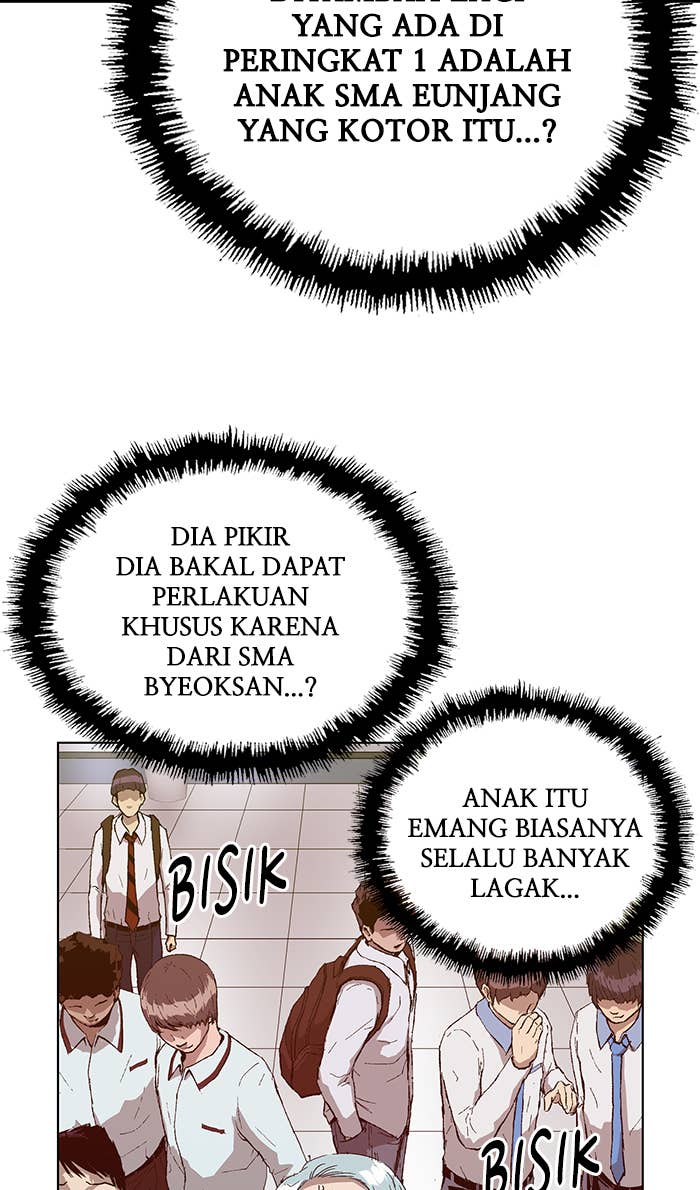 YANG ADA DI
PERINGKAT 1 ADALAH
ANAK SMA EUNJANG
YANG KOTOR ITU...?
DIA PIKIR
DIA BAKAL DAPAT
PERLAKUAN
KHUSUS KARENA
DARI SMA
BYEOKSAN...?
ANAK ITU
EMANG BIASANYA
SELALU BANYAK
LAGAK...
BISIK
BISIK